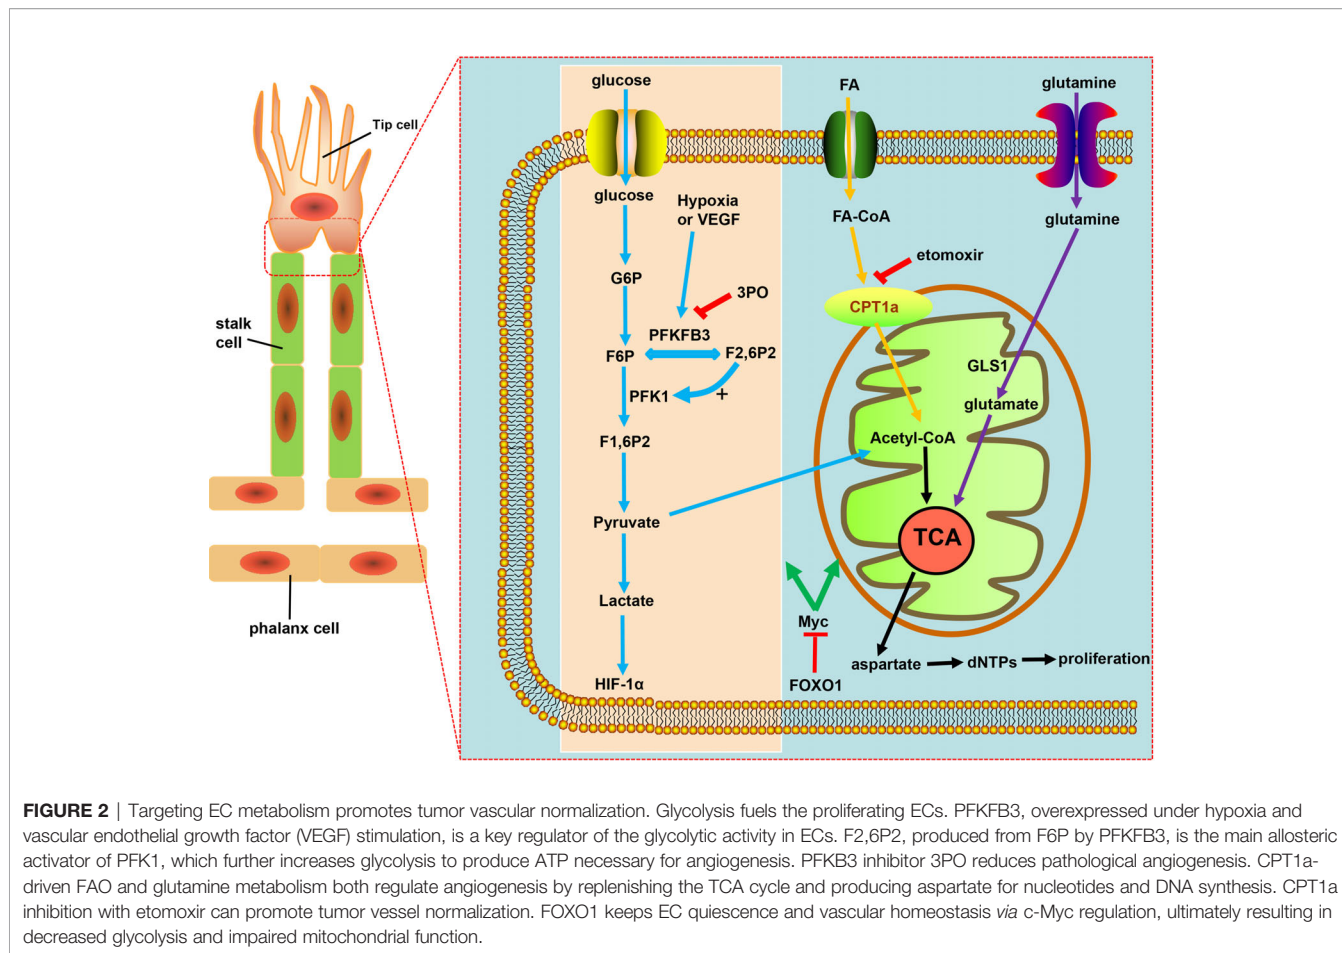 glucose
FA
glutamine
Tip cell
glucose
Hypoxia
or VEGF
FA-CoA
glutamine
etomoxir
G6P
3PO
CPT1a
stalk
cell
PFKFB3
F6P
F2,6P2
GLS1
PFK1
+
glutamate
F1,6P2
Acetyl-CoA
Pyruvate
TCA
Lactate
Myc
phalanx cell
aspartate
dNTPs
proliferation
HIF-1α
FOXO1
FIGURE 2 | Targeting EC metabolism promotes tumor vascular normalization. Glycolysis fuels the proliferating ECs. PFKFB3, overexpressed under hypoxia and
vascular endothelial growth factor (VEGF) stimulation, is a key regulator of the glycolytic activity in ECs. F2,6P2, produced from F6P by PFKFB3, is the main allosteric
activator of PFK1, which further increases glycolysis to produce ATP necessary for angiogenesis. PFKB3 inhibitor 3PO reduces pathological angiogenesis. CPT1a-
driven FAO and glutamine metabolism both regulate angiogenesis by replenishing the TCA cycle and producing aspartate for nucleotides and DNA synthesis. CPT1a
inhibition with etomoxir can promote tumor vessel normalization. FOXO1 keeps EC quiescence and vascular homeostasis via c-Myc regulation, ultimately resulting in
decreased glycolysis and impaired mitochondrial function.